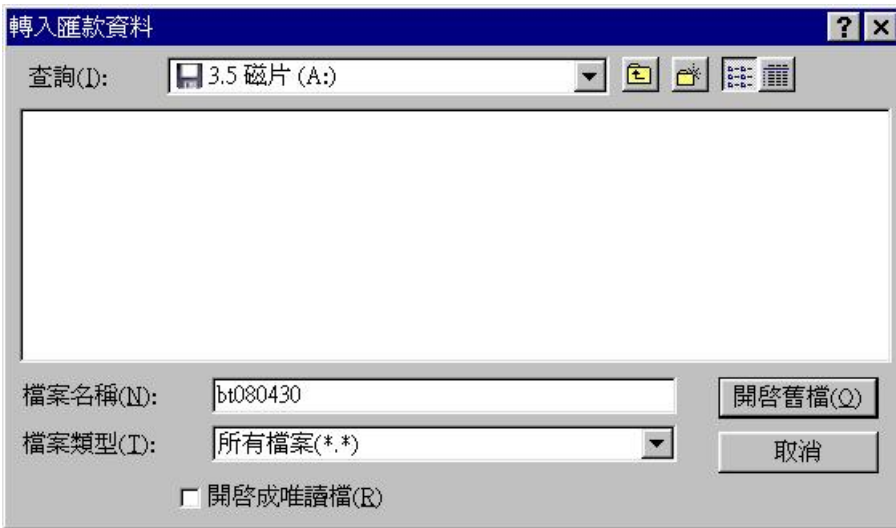 轉入匯款資料
查詢(I): 3.5 磁片 (A:)
檔案名稱(N): bt080430 開啓舊檔(O)
檔案類型(T): 所有檔案(*.*) 取消
開啓成唯讀檔(R)